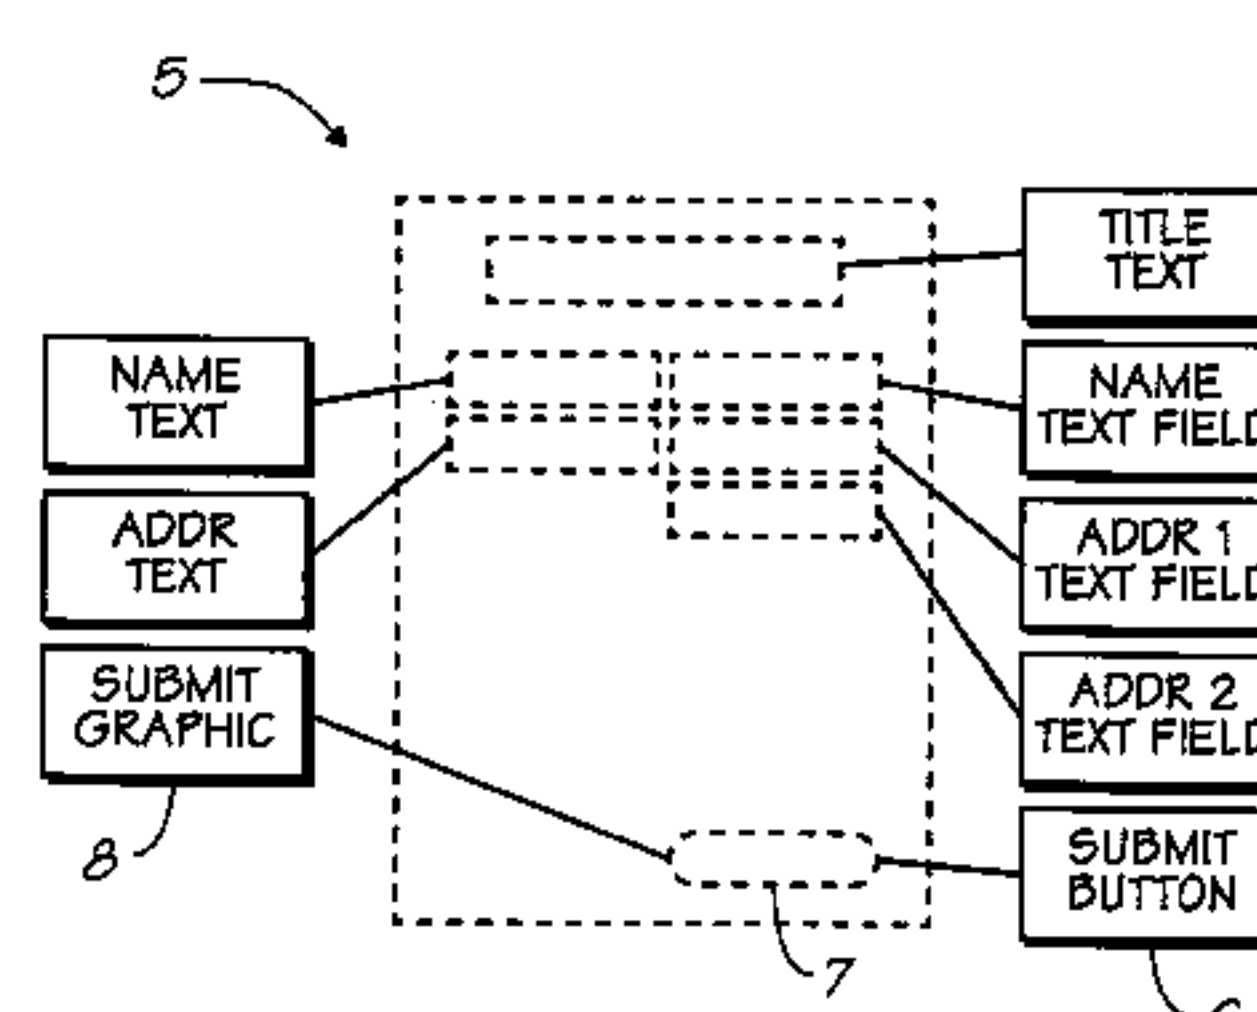 5
TITLE
TEXT
NAME
TEXT
NAME
TEXT FIELD
ADDR
TEXT
ADDR 1
TEXT FIELD
SUBMIT
GRAPHIC
ADDR 2
TEXT FIELD
8
SUBMIT
BUTTON
7